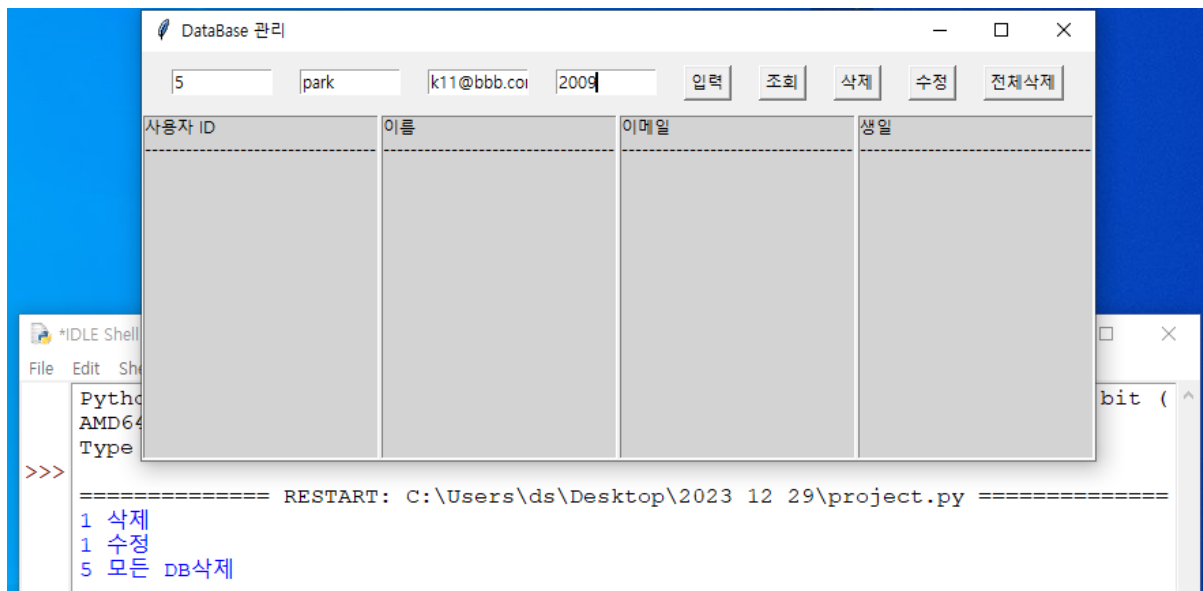 DataBase 관리
5 park k11@bbb.co 2009 입력 조회 삭제 수정 전체삭제
사용자 ID 이름 이메일 생일
*IDLE Shell
File Edit
bit (
AMD64
Type
>>>
============== RESTART: C:\Users\ds\Desktop\2023 12 29\project.py ==============
1 삭제
1 수정
5 모든 DB삭제